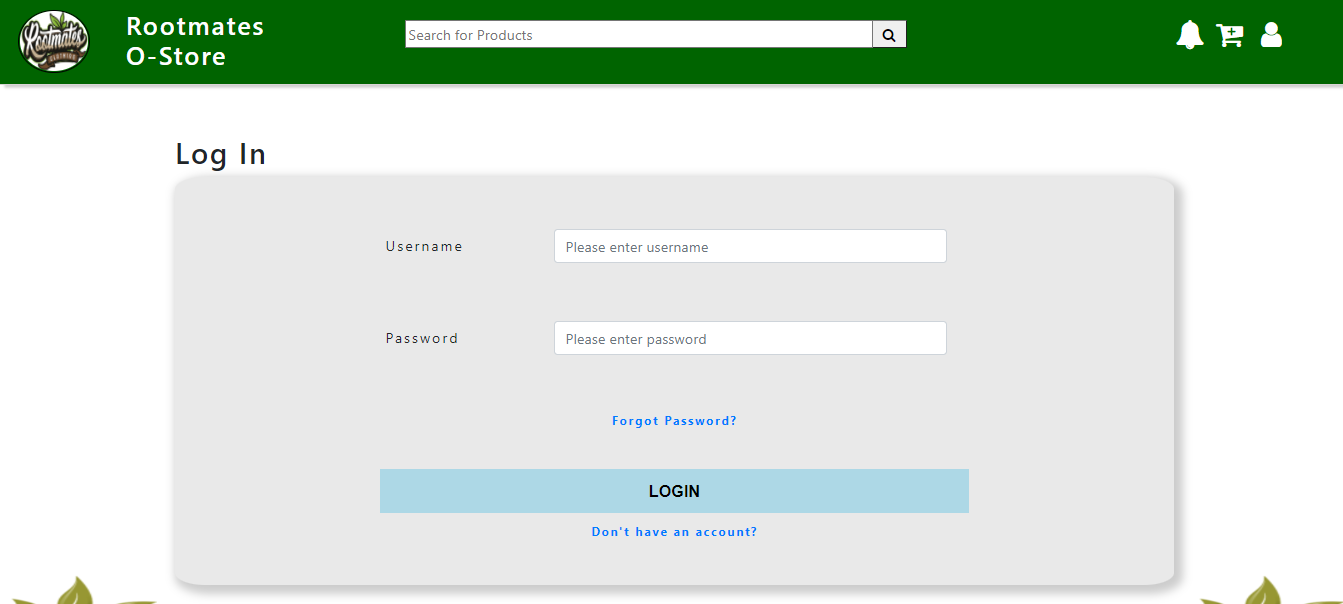 Rootmates
CLOTHING
Rootmates
O-Store
Search for Products
Log In
Username
Please enter username
Password
Please enter password
Forgot Password?
LOGIN
Don't have an account?